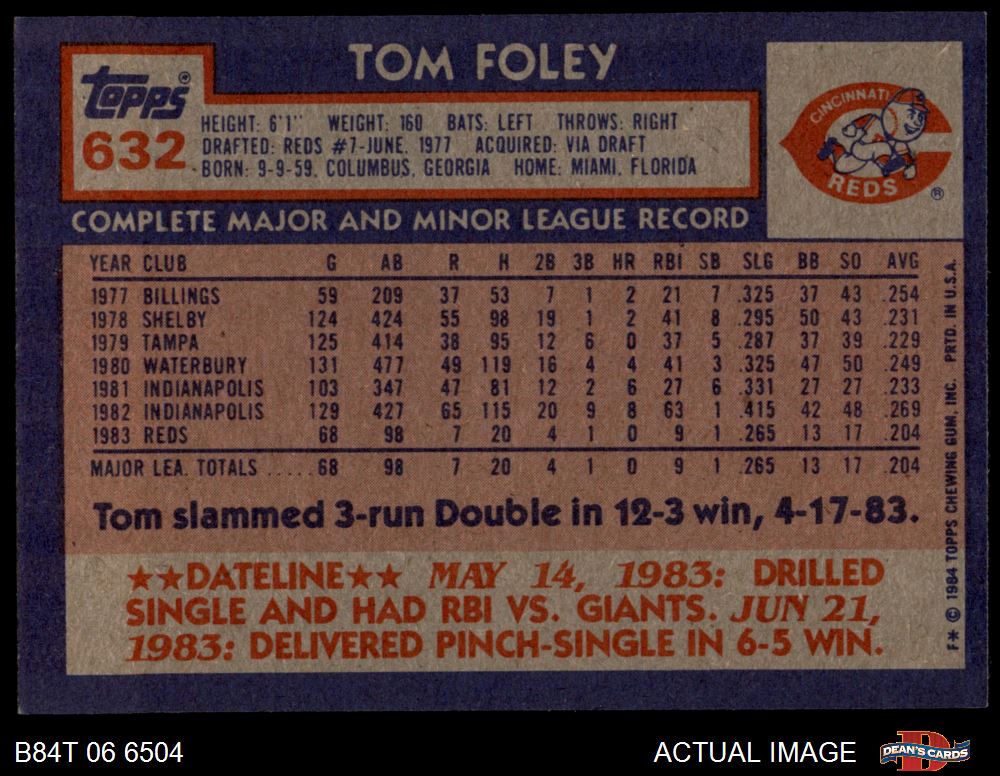 TOM FOLEY
TOPPS®
632
HEIGHT: 6'1" WEIGHT: 160 BATS: LEFT THROWS: RIGHT
DRAFTED: REDS #7-JUNE, 1977 ACQUIRED: VIA DRAFT
BORN: 9-9-59, COLUMBUS, GEORGIA HOME: MIAMI, FLORIDA
CINCINNATI
REDS
®
COMPLETE MAJOR AND MINOR LEAGUE RECORD
YEAR CLUB G AB R H 2B 3B HR RBI SB SLG BB SO AVG
1977 BILLINGS 59 209 37 53 7 1 2 21 7 .325 37 43 .254
1978 SHELBY 124 424 55 98 19 1 2 41 8 .295 50 43 .231
1979 TAMPA 125 414 38 95 12 6 0 37 5 .287 37 39 .229
1980 WATERBURY 131 477 49 119 16 4 4 41 3 .325 47 50 .249
1981 INDIANAPOLIS 103 347 47 81 12 2 6 27 6 .331 27 27 .233
1982 INDIANAPOLIS 129 427 65 115 20 9 8 63 1 .415 42 48 .269
1983 REDS 68 98 7 20 4 1 0 9 1 .265 13 17 .204
MAJOR LEA. TOTALS ..... 68 98 7 20 4 1 0 9 1 .265 13 17 .204
Tom slammed 3-run Double in 12-3 win, 4-17-83.
★★DATELINE★★ MAY 14, 1983: DRILLED
SINGLE AND HAD RBI VS. GIANTS. JUN 21,
1983: DELIVERED PINCH-SINGLE IN 6-5 WIN.
F* © 1984 TOPPS CHEWING GUM, INC. PRTD. IN U.S.A.
B84T 06 6504
ACTUAL IMAGE
D
DEAN'S CARDS